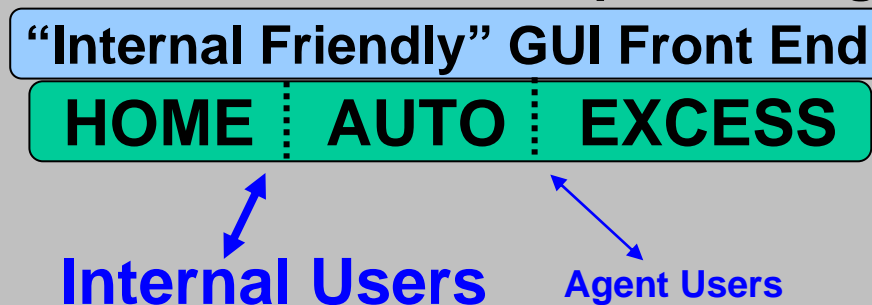 “Internal Friendly” GUI Front End
HOME AUTO EXCESS
Internal Users Agent Users